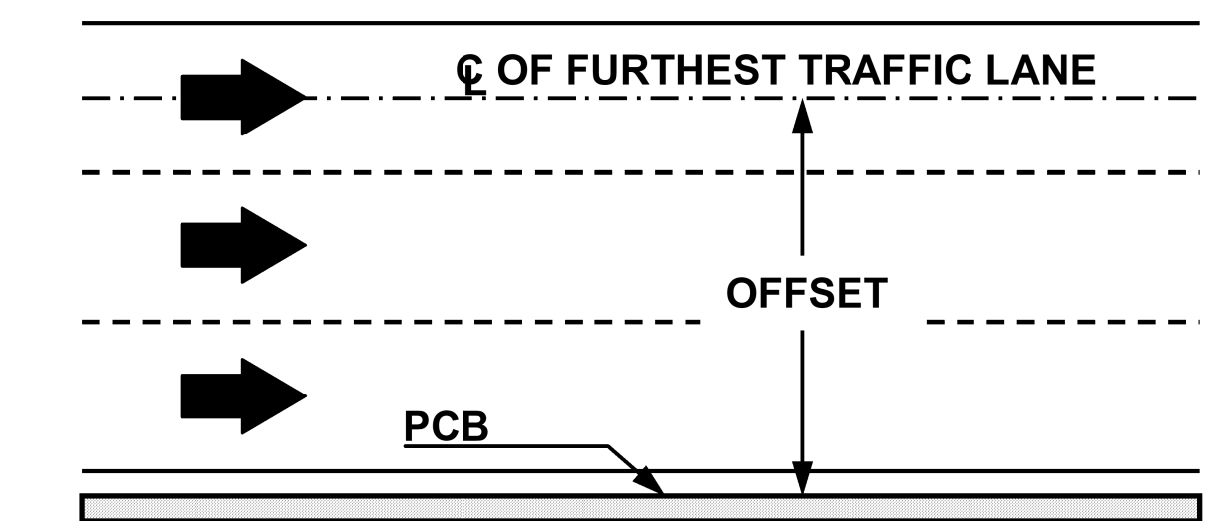 ℄ OF FURTHEST TRAFFIC LANE
OFFSET
PCB